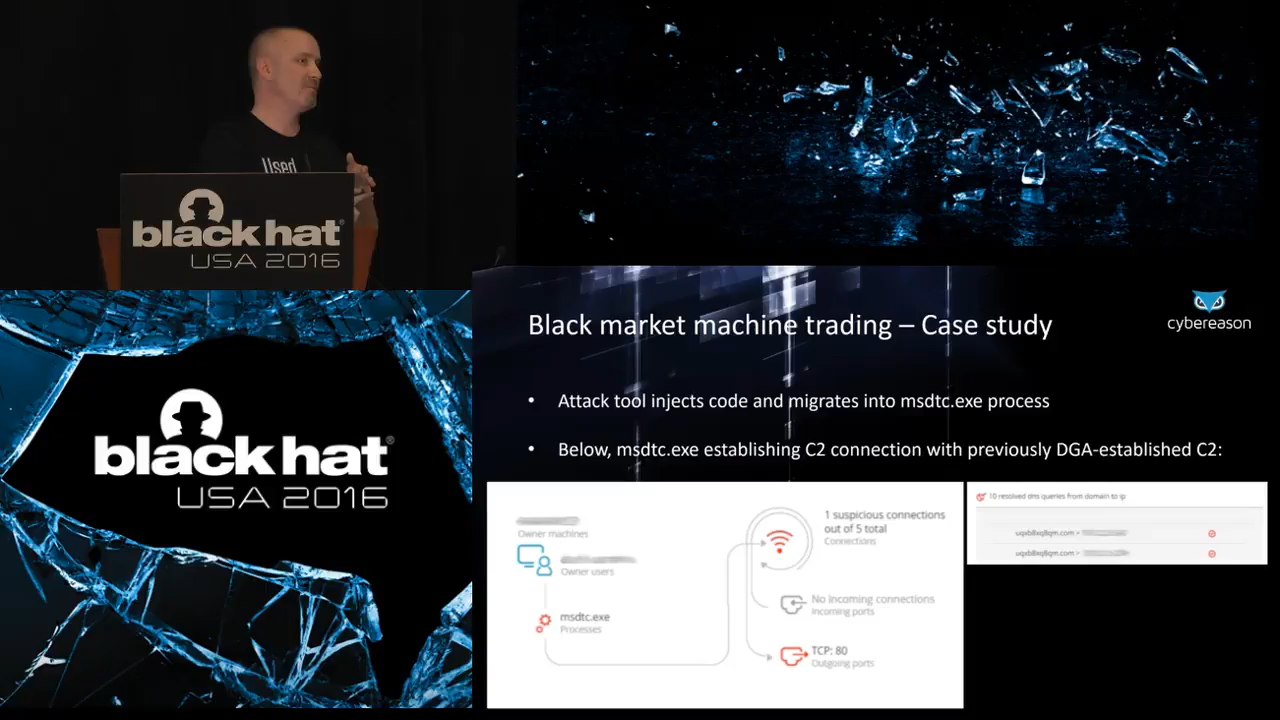 Used
black hat®
USA 2016
black hat®
USA 2016
Black market machine trading – Case study
cybereason
• Attack tool injects code and migrates into msdtc.exe process
• Below, msdtc.exe establishing C2 connection with previously DGA-established C2:
Owner machines
Owner users
msdtc.exe
Processes
1 suspicious connections
out of 5 total
Connections
No incoming connections
Incoming ports
TCP: 80
Outgoing ports
10 resolved dns queries from domain to ip